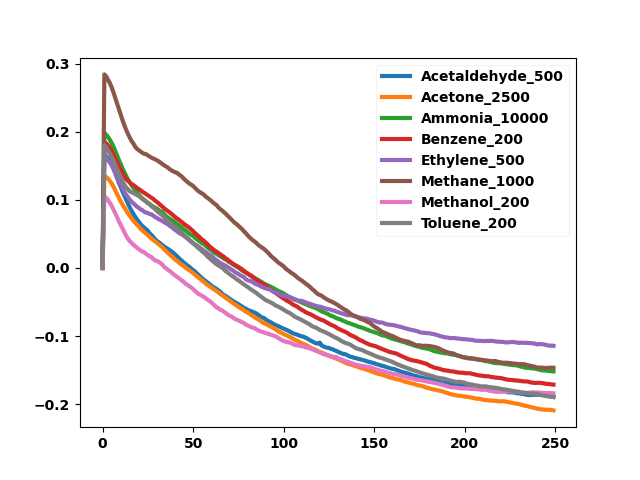 0.3
0.2
0.1
0.0
−0.1
−0.2
0
50
100
150
200
250
Acetaldehyde_500
Acetone_2500
Ammonia_10000
Benzene_200
Ethylene_500
Methane_1000
Methanol_200
Toluene_200